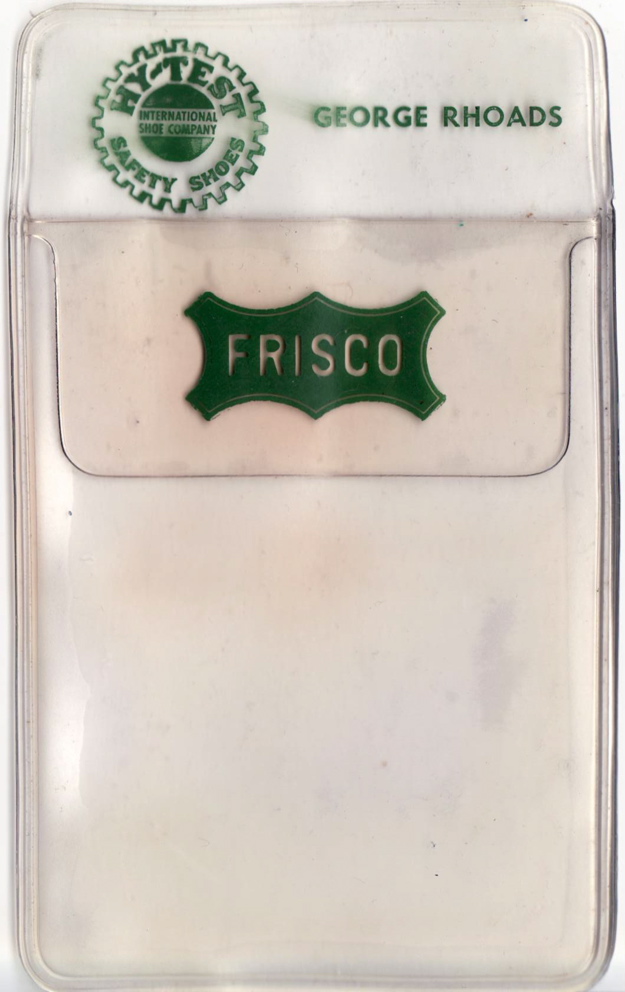 HY-TEST
INTERNATIONAL
SHOE COMPANY
SAFETY SHOES
GEORGE RHOADS
FRISCO